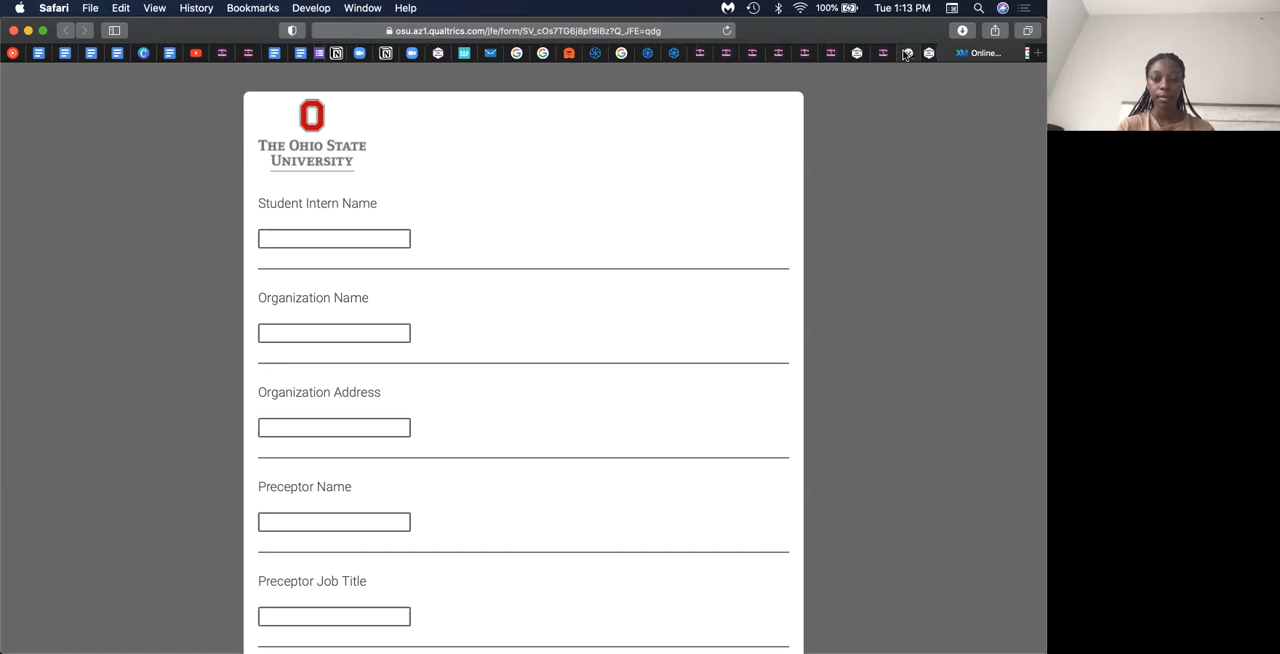 Safari File Edit View History Bookmarks Develop Window Help 100% Tue 1:13 PM
osu.az1.qualtrics.com/jfe/form/SV_cOs7TG6j8pf9lBz?Q_JFE=qdg
XM Online...
THE OHIO STATE
UNIVERSITY
Student Intern Name
Organization Name
Organization Address
Preceptor Name
Preceptor Job Title